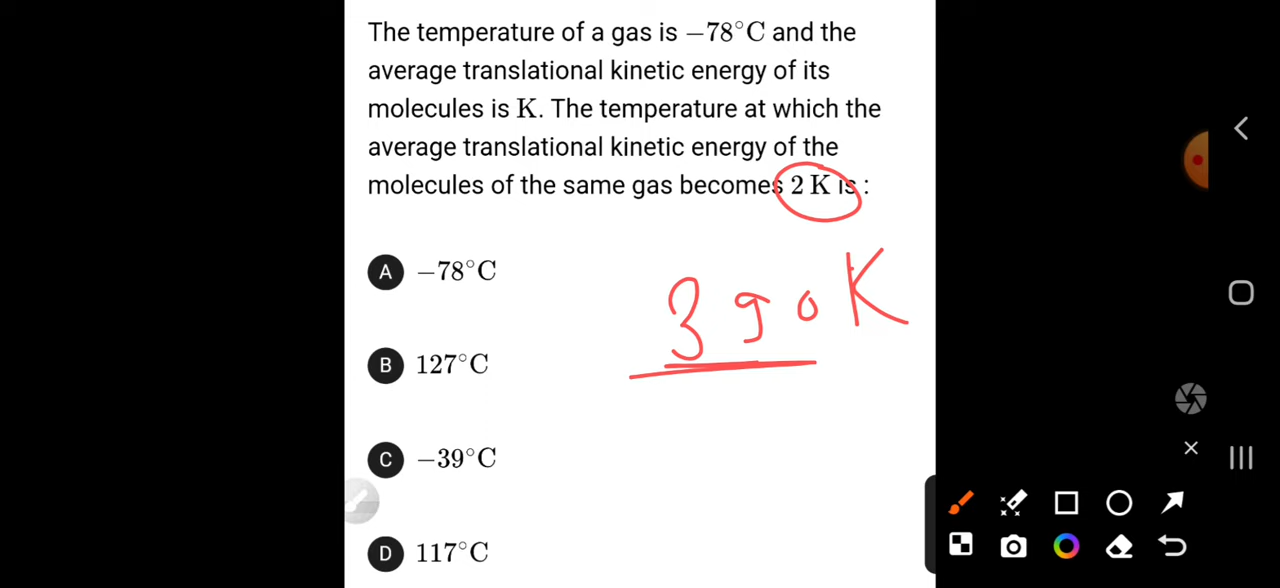 The temperature of a gas is −78°C and the
average translational kinetic energy of its
molecules is K. The temperature at which the
average translational kinetic energy of the
molecules of the same gas becomes 2 K is :
A −78°C
390K
B 127°C
C −39°C
D 117°C